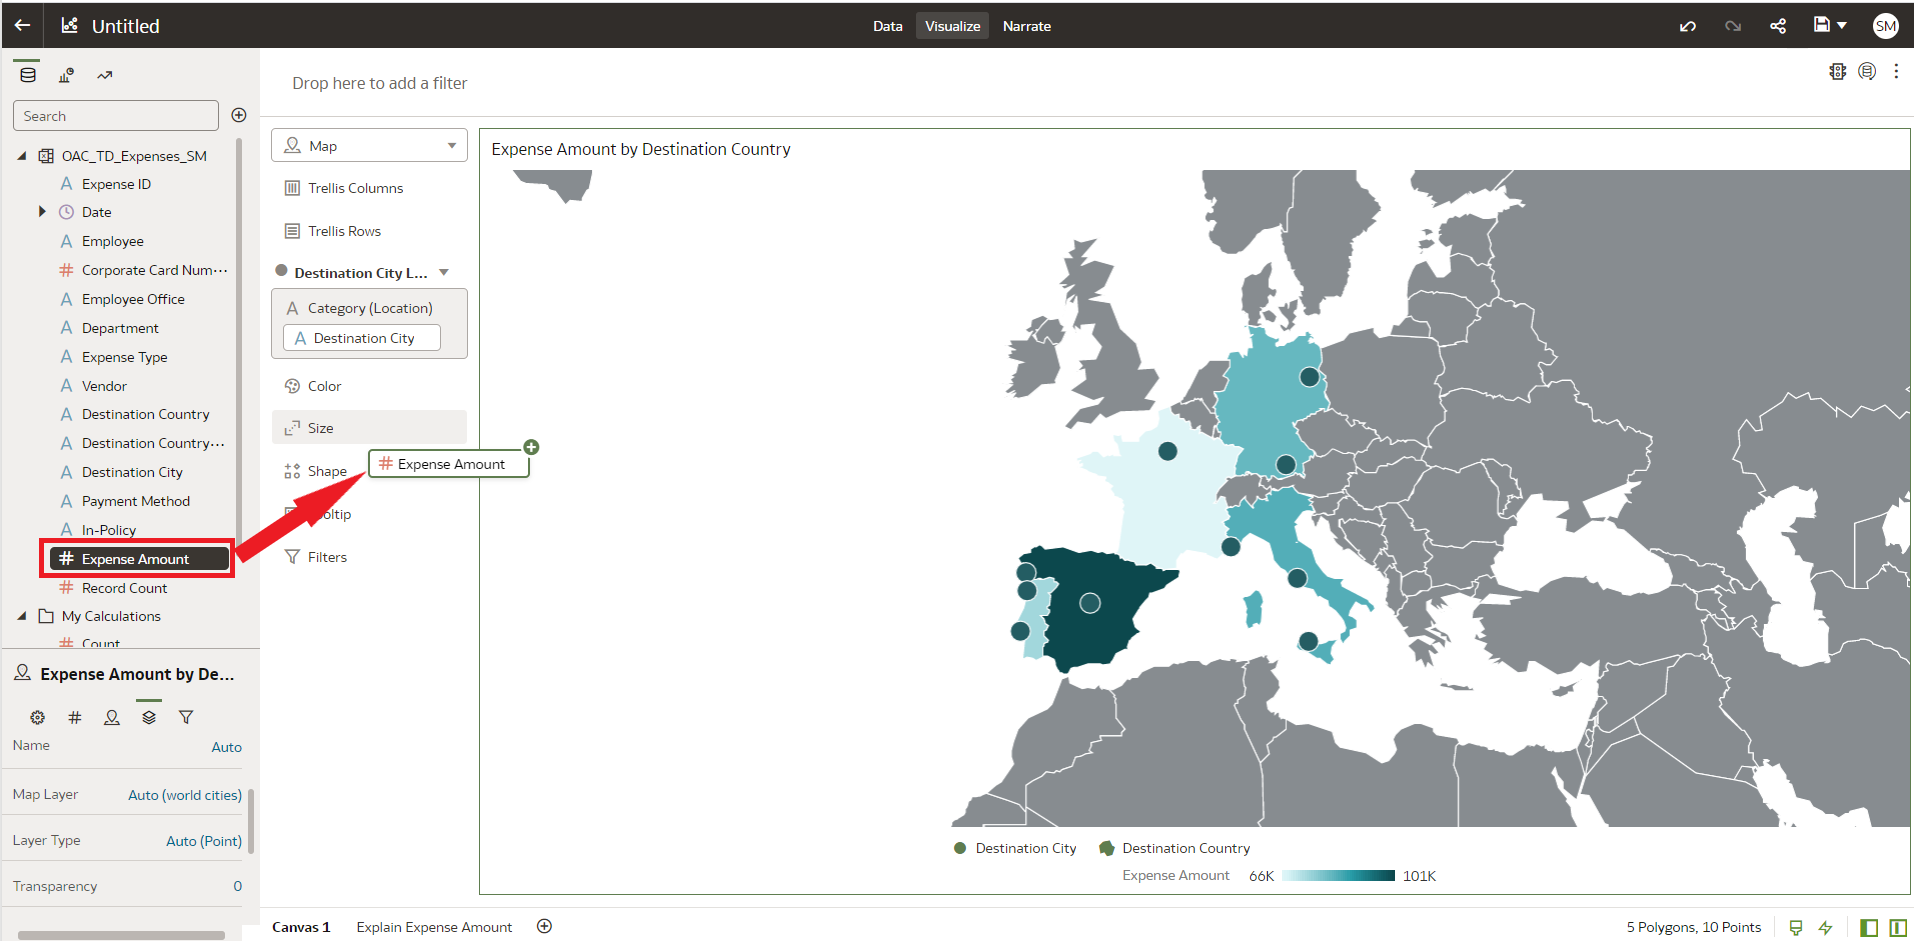 Untitled
Data
Visualize
Narrate
SM
Drop here to add a filter
Search
OAC_TD_Expenses_SM
Expense ID
Date
Employee
Corporate Card Num···
Employee Office
Department
Expense Type
Vendor
Destination Country
Destination Country···
Destination City
Payment Method
In-Policy
Expense Amount
Record Count
My Calculations
Count
Expense Amount by De...
Name Auto
Map Layer Auto (world cities)
Layer Type Auto (Point)
Transparency 0
Map
Trellis Columns
Trellis Rows
Destination City L...
Category (Location)
Destination City
Color
Size
Shape
Expense Amount
Filters
Expense Amount by Destination Country
Destination City
Destination Country
Expense Amount 66K 101K
Canvas 1
Explain Expense Amount
5 Polygons, 10 Points